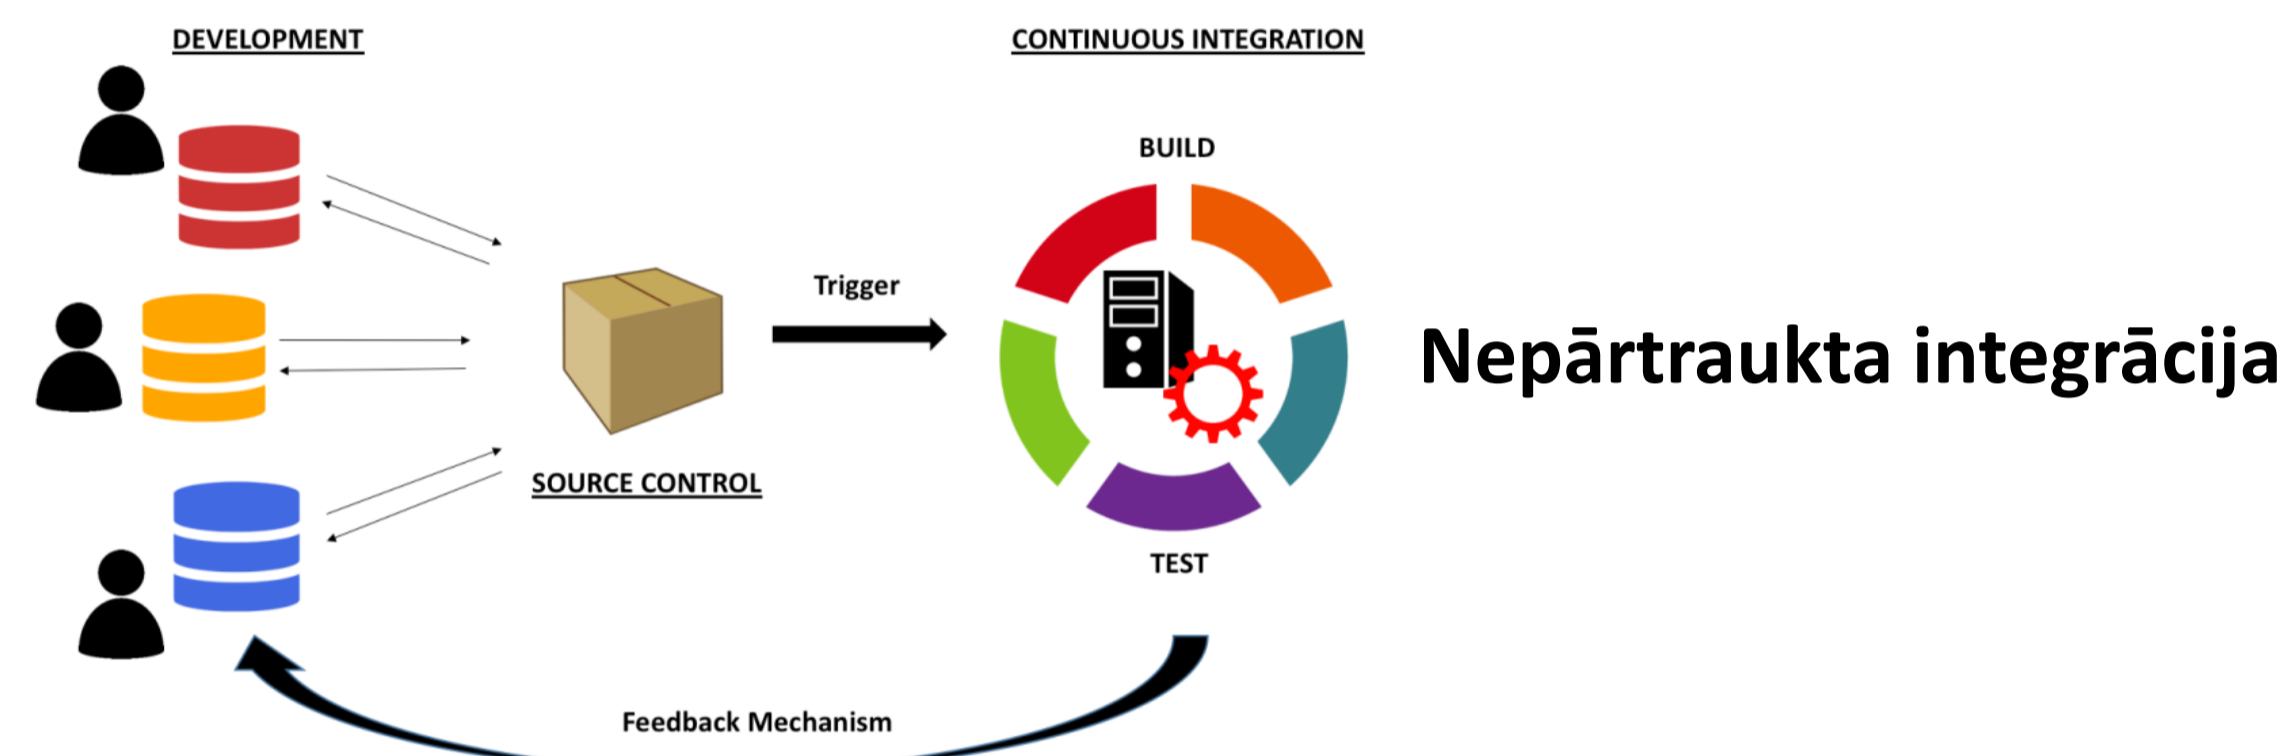 DEVELOPMENT
CONTINUOUS INTEGRATION
BUILD
Trigger
Nepārtraukta integrācija
SOURCE CONTROL
TEST
Feedback Mechanism